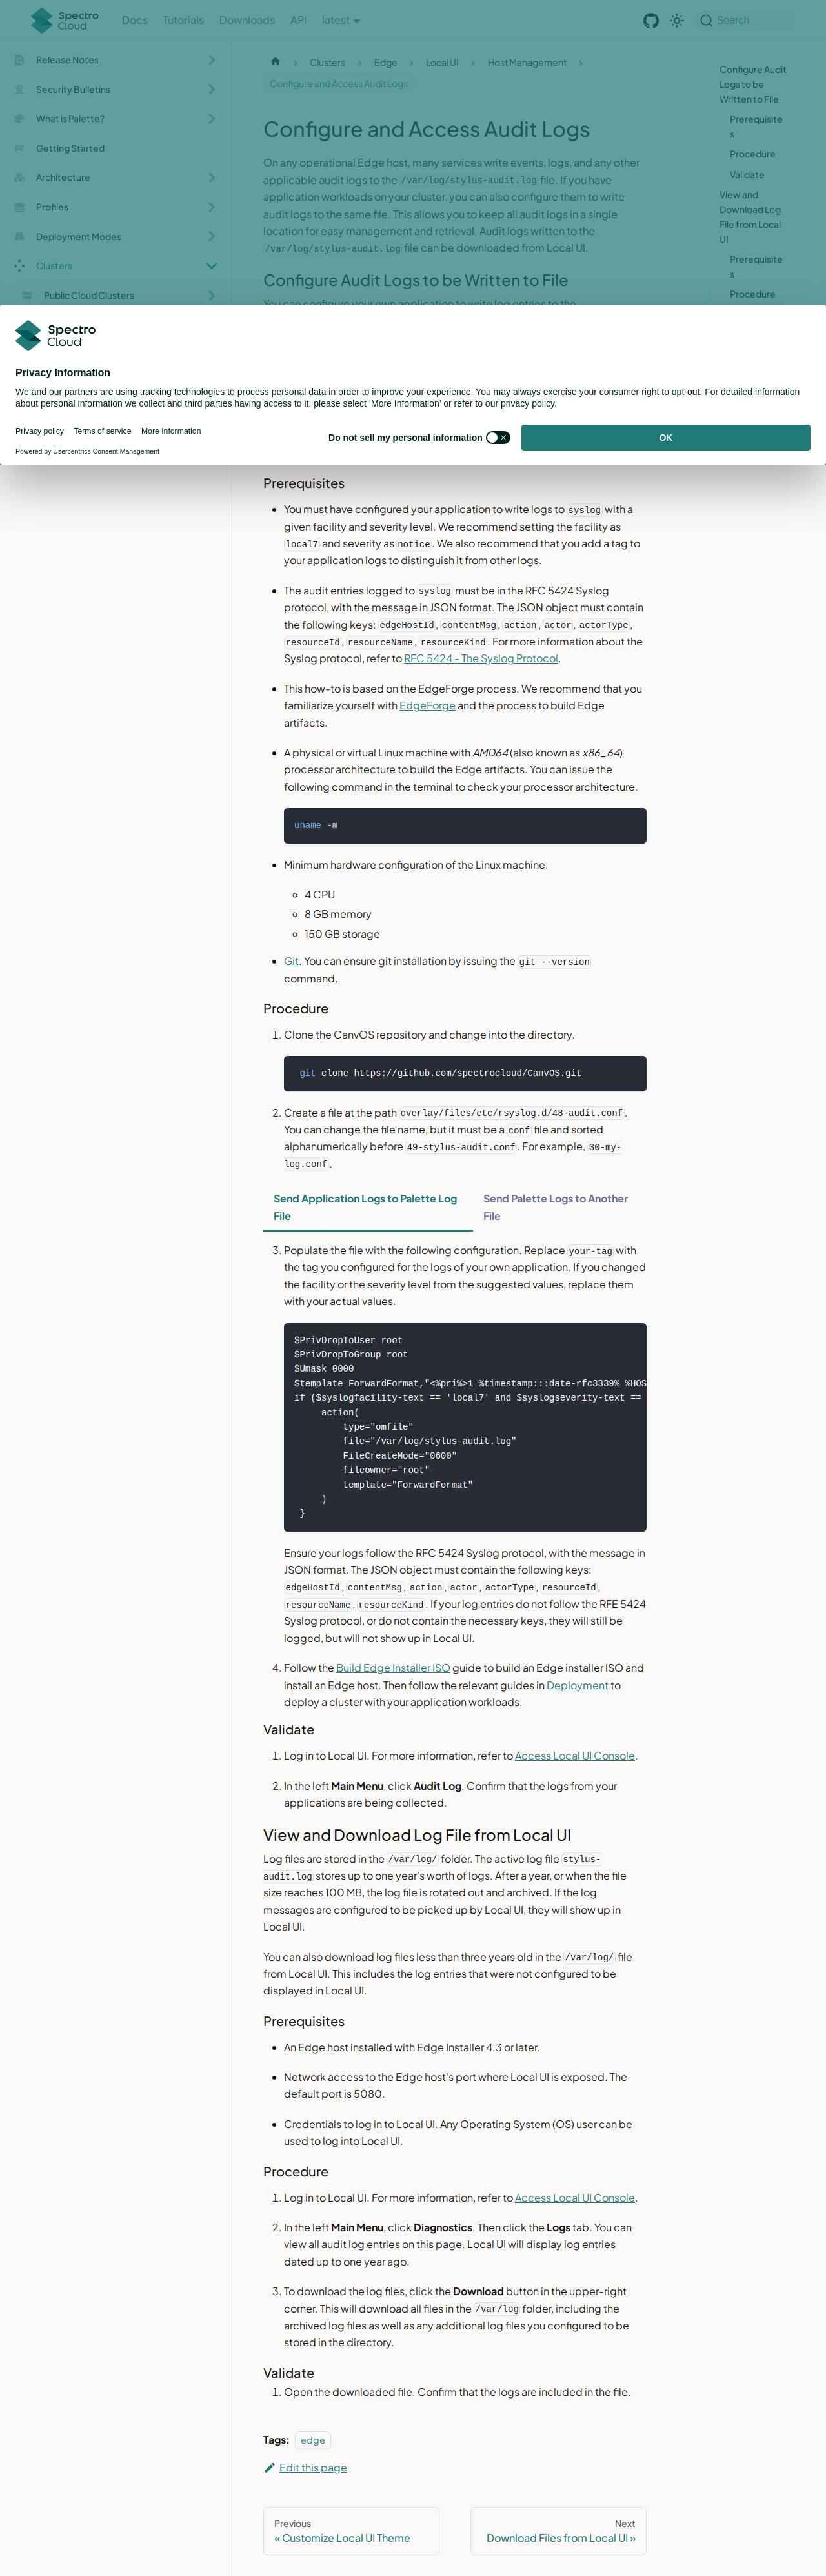 Spectro Cloud
Docs
Tutorials
Downloads
API
latest
Search
Release Notes
Security Bulletins
What is Palette?
Getting Started
Architecture
Profiles
Deployment Modes
Clusters
Public Cloud Clusters
Clusters
Edge
Local UI
Host Management
Configure and Access Audit Logs
Configure and Access Audit Logs
On any operational Edge host, many services write events, logs, and any other
applicable audit logs to the /var/log/stylus-audit.log file. If you have
application workloads on your cluster, you can also configure them to write
audit logs to the same file. This allows you to keep all audit logs in a single
location for easy management and retrieval. Audit logs written to the
/var/log/stylus-audit.log file can be downloaded from Local UI.
Configure Audit Logs to be Written to File
You can configure your own application to write log entries to the
Configure Audit
Logs to be
Written to File
Prerequisite
s
Procedure
Validate
View and
Download Log
File from Local
UI
Prerequisite
s
Procedure
Spectro
Cloud
Privacy Information
We and our partners are using tracking technologies to process personal data in order to improve your experience. You may always exercise your consumer right to opt-out. For detailed information
about personal information we collect and third parties having access to it, please select 'More Information' or refer to our privacy policy.
Privacy policy
Terms of service
More Information
Powered by Usercentrics Consent Management
Do not sell my personal information
OK
Prerequisites
You must have configured your application to write logs to syslog with a
given facility and severity level. We recommend setting the facility as
local7 and severity as notice. We also recommend that you add a tag to
your application logs to distinguish it from other logs.
The audit entries logged to syslog must be in the RFC 5424 Syslog
protocol, with the message in JSON format. The JSON object must contain
the following keys: edgeHostId, contentMsg, action, actor, actorType,
resourceId, resourceName, resourceKind. For more information about the
Syslog protocol, refer to RFC 5424 - The Syslog Protocol.
This how-to is based on the EdgeForge process. We recommend that you
familiarize yourself with EdgeForge and the process to build Edge
artifacts.
A physical or virtual Linux machine with AMD64 (also known as x86_64)
processor architecture to build the Edge artifacts. You can issue the
following command in the terminal to check your processor architecture.
uname -m
Minimum hardware configuration of the Linux machine:
4 CPU
8 GB memory
150 GB storage
Git. You can ensure git installation by issuing the git --version
command.
Procedure
1. Clone the CanvOS repository and change into the directory.
git clone https://github.com/spectrocloud/CanvOS.git
2. Create a file at the path overlay/files/etc/rsyslog.d/48-audit.conf.
You can change the file name, but it must be a conf file and sorted
alphanumerically before 49-stylus-audit.conf. For example, 30-my-
log.conf.
Send Application Logs to Palette Log
File
Send Palette Logs to Another
File
3. Populate the file with the following configuration. Replace your-tag with
the tag you configured for the logs of your own application. If you changed
the facility or the severity level from the suggested values, replace them
with your actual values.
$PrivDropToUser root
$PrivDropToGroup root
$Umask 0000
$template ForwardFormat,"<%pri%>1 %timestamp:::date-rfc3339% %HOS
if ($syslogfacility-text == 'local7' and $syslogseverity-text ==
action(
type="omfile"
file="/var/log/stylus-audit.log"
FileCreateMode="0600"
fileowner="root"
template="ForwardFormat"
)
}
Ensure your logs follow the RFC 5424 Syslog protocol, with the message in
JSON format. The JSON object must contain the following keys:
edgeHostId, contentMsg, action, actor, actorType, resourceId,
resourceName, resourceKind. If your log entries do not follow the RFE 5424
Syslog protocol, or do not contain the necessary keys, they will still be
logged, but will not show up in Local UI.
4. Follow the Build Edge Installer ISO guide to build an Edge installer ISO and
install an Edge host. Then follow the relevant guides in Deployment to
deploy a cluster with your application workloads.
Validate
1. Log in to Local UI. For more information, refer to Access Local UI Console.
2. In the left Main Menu, click Audit Log. Confirm that the logs from your
applications are being collected.
View and Download Log File from Local UI
Log files are stored in the /var/log/ folder. The active log file stylus-
audit.log stores up to one year's worth of logs. After a year, or when the file
size reaches 100 MB, the log file is rotated out and archived. If the log
messages are configured to be picked up by Local UI, they will show up in
Local UI.
You can also download log files less than three years old in the /var/log/ file
from Local UI. This includes the log entries that were not configured to be
displayed in Local UI.
Prerequisites
An Edge host installed with Edge Installer 4.3 or later.
Network access to the Edge host's port where Local UI is exposed. The
default port is 5080.
Credentials to log in to Local UI. Any Operating System (OS) user can be
used to log into Local UI.
Procedure
1. Log in to Local UI. For more information, refer to Access Local UI Console.
2. In the left Main Menu, click Diagnostics. Then click the Logs tab. You can
view all audit log entries on this page. Local UI will display log entries
dated up to one year ago.
3. To download the log files, click the Download button in the upper-right
corner. This will download all files in the /var/log folder, including the
archived log files as well as any additional log files you configured to be
stored in the directory.
Validate
1. Open the downloaded file. Confirm that the logs are included in the file.
Tags: edge
Edit this page
Previous
« Customize Local UI Theme
Next
Download Files from Local UI »